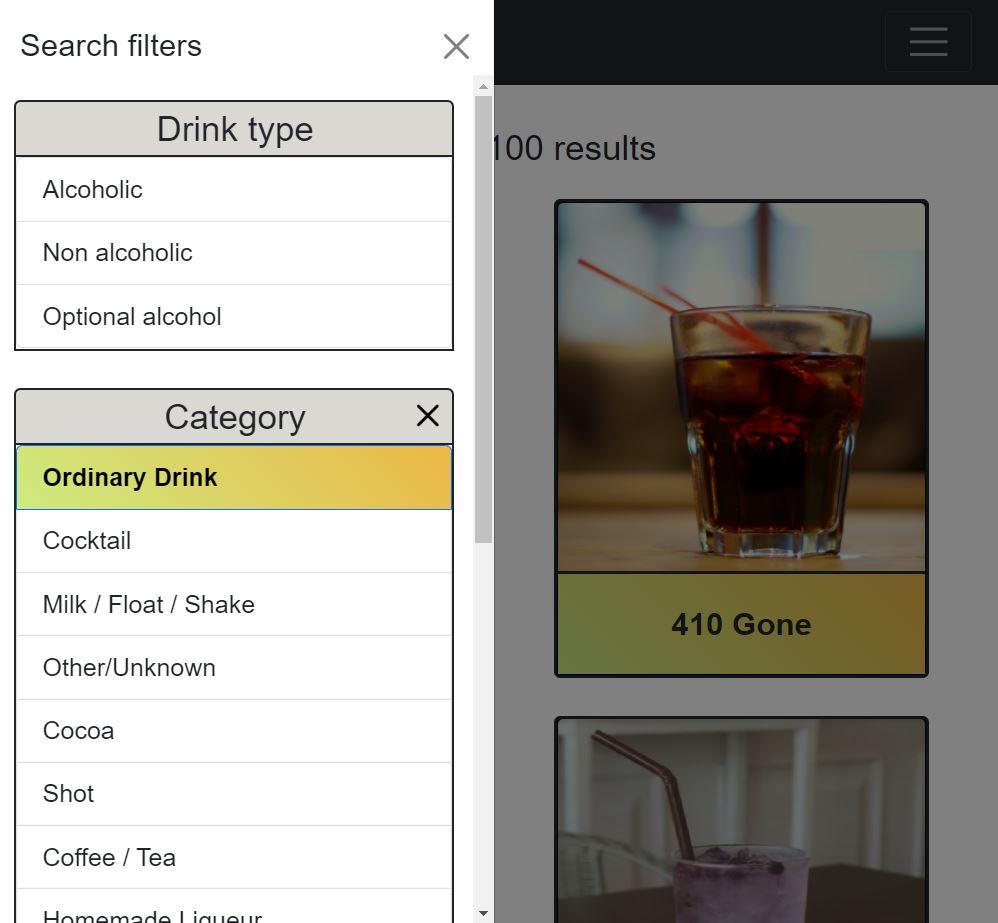 Search filters
Drink type
Alcoholic
Non alcoholic
Optional alcohol
Category
Ordinary Drink
Cocktail
Milk / Float / Shake
Other/Unknown
Cocoa
Shot
Coffee / Tea
Homemade Liqueur
100 results
410 Gone